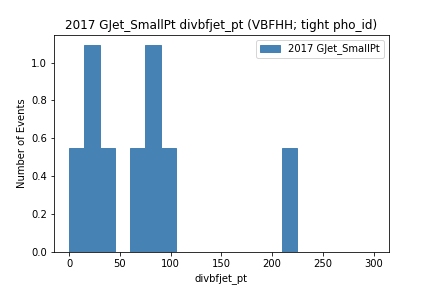 2017 GJet_SmallPt divbfjet_pt (VBFHH; tight pho_id)
2017 GJet_SmallPt
Number of Events
1.0
0.8
0.6
0.4
0.2
0.0
0 50 100 150 200 250 300
divbfjet_pt